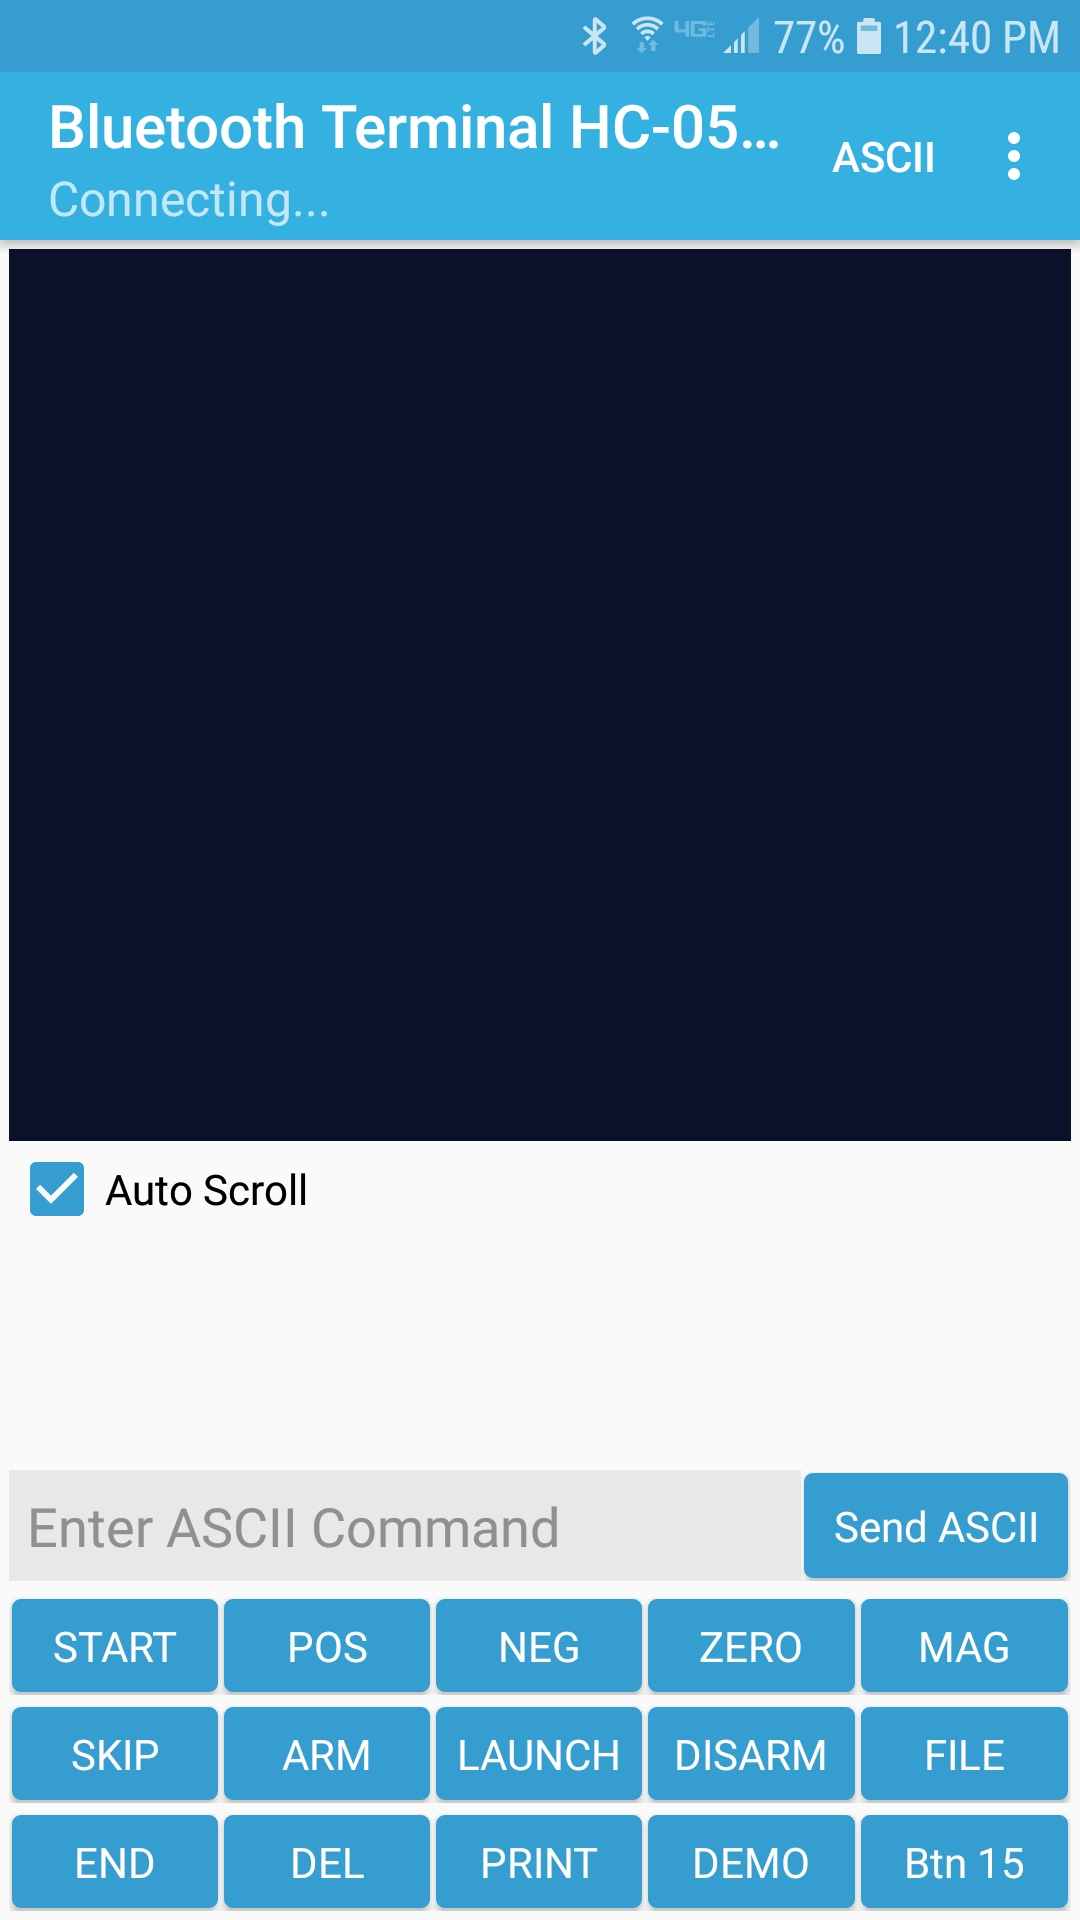 4G LTE 77% 12:40 PM
Bluetooth Terminal HC-05...
ASCII
Connecting...
Auto Scroll
Enter ASCII Command
Send ASCII
START POS NEG ZERO MAG
SKIP ARM LAUNCH DISARM FILE
END DEL PRINT DEMO Btn 15